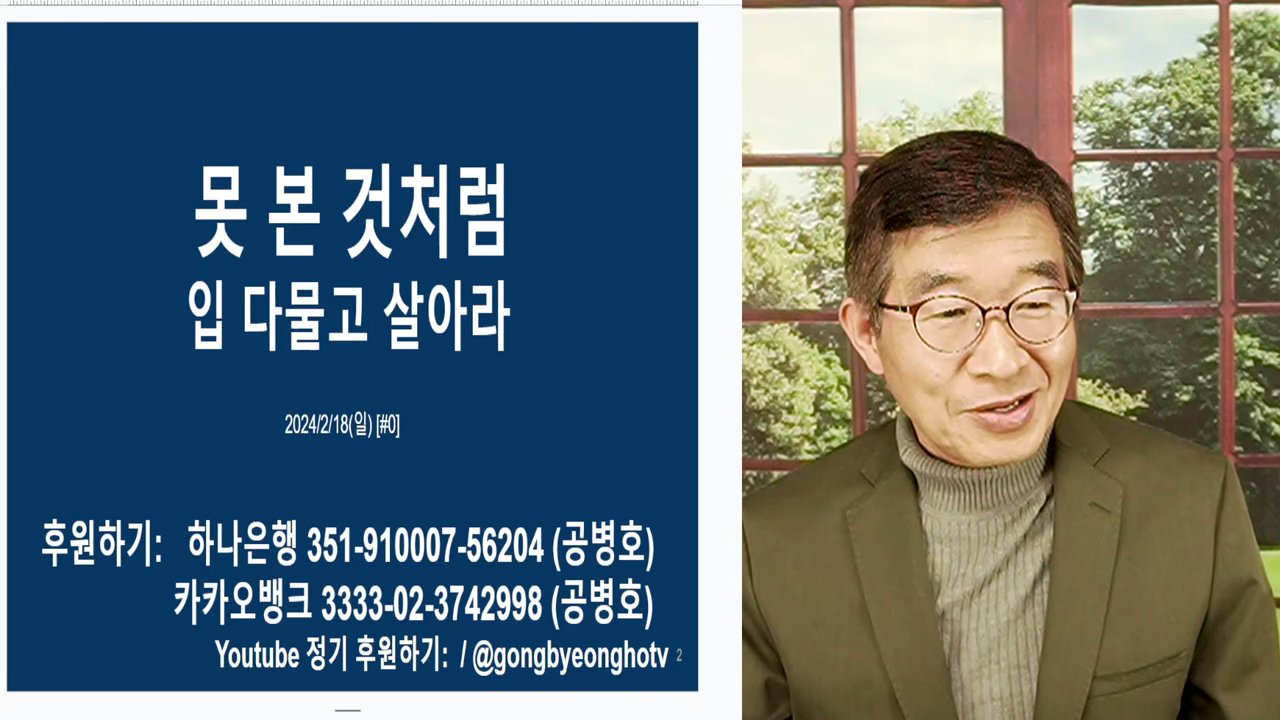 못 본 것처럼
입 다물고 살아라
2024/2/18(일) [#0]
후원하기: 하나은행 351-910007-56204 (공병호)
카카오뱅크 3333-02-3742998 (공병호)
Youtube 정기 후원하기: / @gongbyeonghotv 2